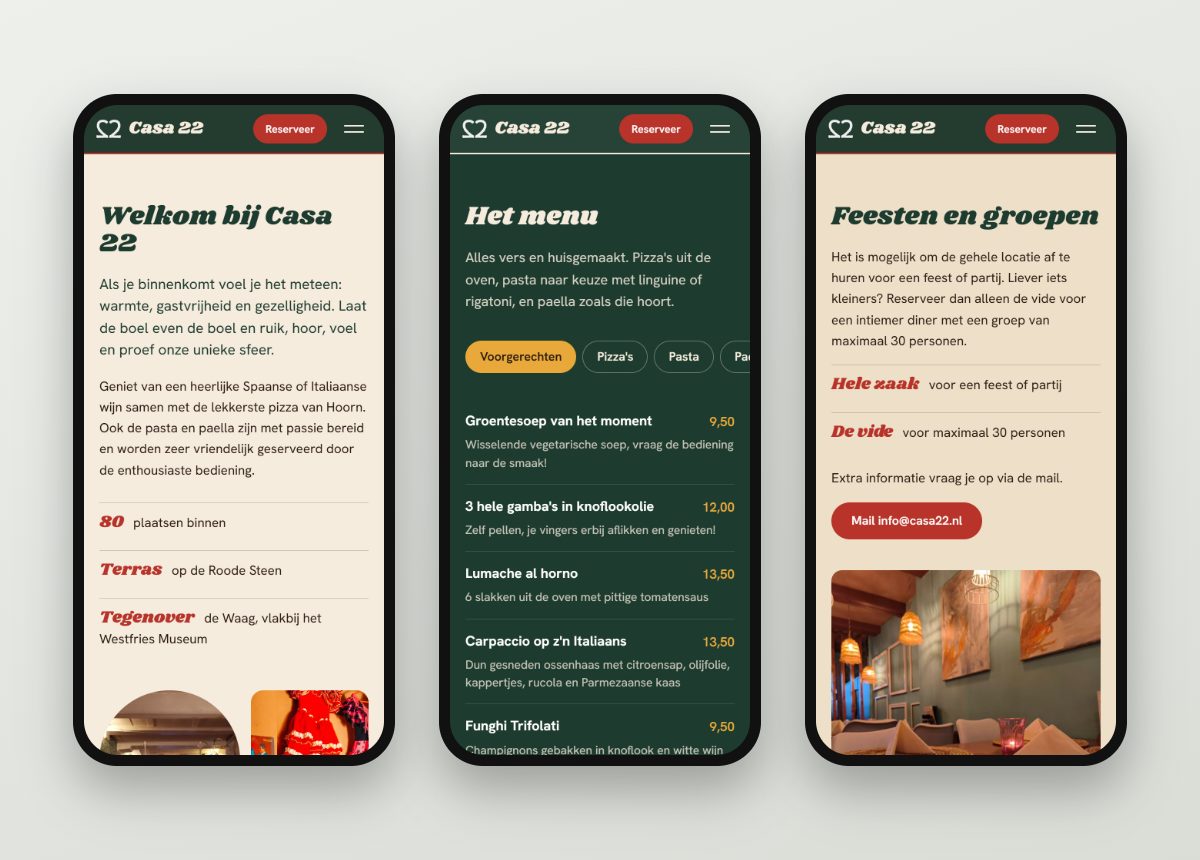 22 Casa 22
Reserveer
Welkom bij Casa
22
Als je binnenkomt voel je het meteen:
warmte, gastvrijheid en gezelligheid. Laat
de boel even de boel en ruik, hoor, voel
en proef onze unieke sfeer.
Geniet van een heerlijke Spaanse of Italiaanse
wijn samen met de lekkerste pizza van Hoorn.
Ook de pasta en paella zijn met passie bereid
en worden zeer vriendelijk geserveerd door
de enthousiaste bediening.
80 plaatsen binnen
Terras op de Roode Steen
Tegenover de Waag, vlakbij het
Westfries Museum
22 Casa 22
Reserveer
Het menu
Alles vers en huisgemaakt. Pizza's uit de
oven, pasta naar keuze met linguine of
rigatoni, en paella zoals die hoort.
Voorgerechten Pizza's Pasta Pae
Groentesoep van het moment 9,50
Wisselende vegetarische soep, vraag de bediening
naar de smaak!
3 hele gamba's in knoflookolie 12,00
Zelf pellen, je vingers erbij aflikken en genieten!
Lumache al horno 13,50
6 slakken uit de oven met pittige tomatensaus
Carpaccio op z'n Italiaans 13,50
Dun gesneden ossenhaas met citroensap, olijfolie,
kappertjes, rucola en Parmezaanse kaas
Funghi Trifolati 9,50
Champignons gebakken in knoflook en witte wijn
22 Casa 22
Reserveer
Feesten en groepen
Het is mogelijk om de gehele locatie af te
huren voor een feest of partij. Liever iets
kleiners? Reserveer dan alleen de vide voor
een intiemer diner met een groep van
maximaal 30 personen.
Hele zaak voor een feest of partij
De vide voor maximaal 30 personen
Extra informatie vraag je op via de mail.
Mail info@casa22.nl